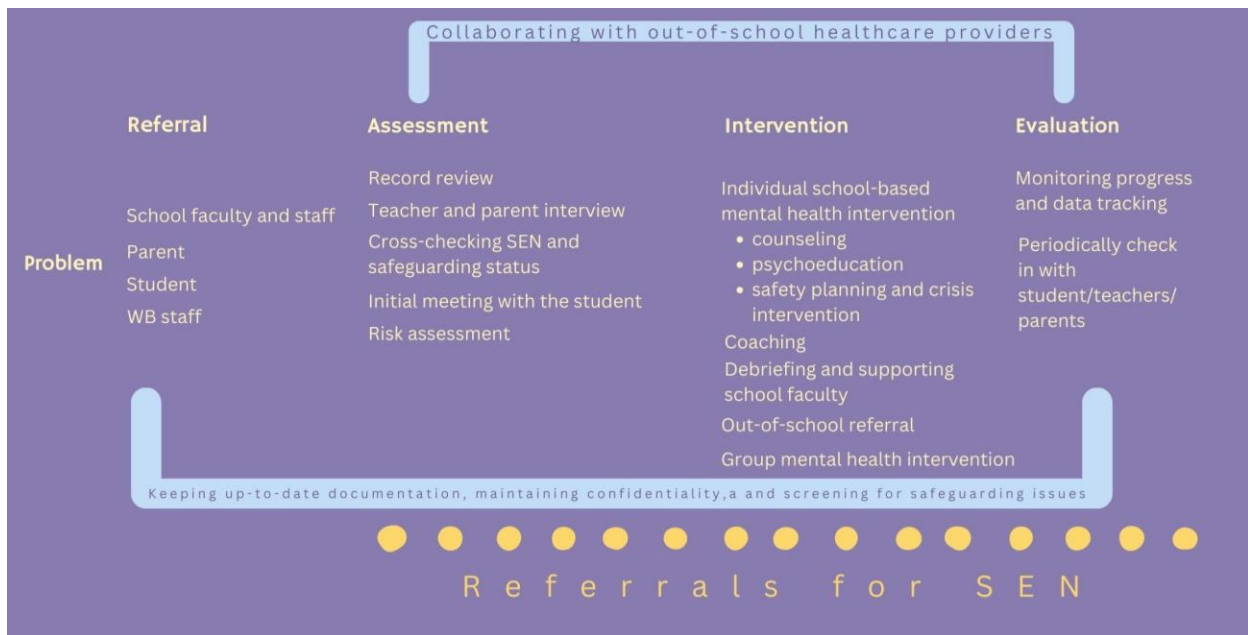 Collaborating with out-of-school healthcare providers
Problem
Referral
School faculty and staff
Parent
Student
WB staff
Assessment
Record review
Teacher and parent interview
Cross-checking SEN and
safeguarding status
Initial meeting with the student
Risk assessment
Intervention
Individual school-based
mental health intervention
• counseling
• psychoeducation
• safety planning and crisis
intervention
Coaching
Debriefing and supporting
school faculty
Out-of-school referral
Group mental health intervention
Evaluation
Monitoring progress
and data tracking
Periodically check
in with
student/teachers/
parents
Keeping up-to-date documentation, maintaining confidentiality,a and screening for safeguarding issues
Referrals for SEN